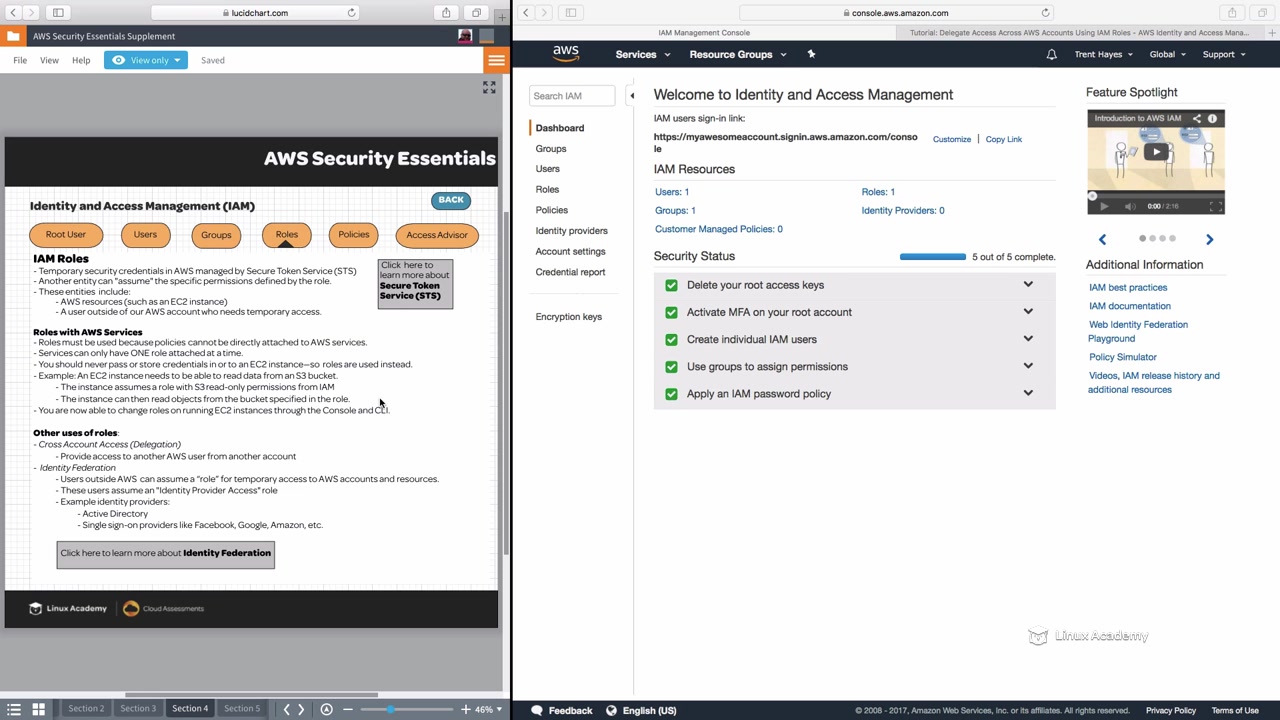 lucidchart.com
AWS Security Essentials Supplement
File View Help View only Saved
AWS Security Essentials
Identity and Access Management (IAM)
BACK
Root User Users Groups Roles Policies Access Advisor
IAM Roles
- Temporary security credentials in AWS managed by Secure Token Service (STS)
- Another entity can "assume" the specific permissions defined by the role.
- These entities include:
- AWS resources (such as an EC2 instance)
- A user outside of our AWS account who needs temporary access.
Click here to
learn more about
Secure Token
Service (STS)
Roles with AWS Services
- Roles must be used because policies cannot be directly attached to AWS services.
- Services can only have ONE role attached at a time.
- You should never pass or store credentials in or to an EC2 instance—so roles are used instead.
- Example: An EC2 instance needs to be able to read data from an S3 bucket.
- The instance assumes a role with S3 read-only permissions from IAM
- The instance can then read objects from the bucket specified in the role.
- You are now able to change roles on running EC2 instances through the Console and CLI.
Other uses of roles:
- Cross Account Access (Delegation)
- Provide access to another AWS user from another account
- Identity Federation
- Users outside AWS can assume a "role" for temporary access to AWS accounts and resources.
- These users assume an "Identity Provider Access" role
- Example identity providers:
- Active Directory
- Single sign-on providers like Facebook, Google, Amazon, etc.
Click here to learn more about Identity Federation
Linux Academy Cloud Assessments
Section 2 Section 3 Section 4 Section 5 46%
console.aws.amazon.com
IAM Management Console
Tutorial: Delegate Access Across AWS Accounts Using IAM Roles - AWS Identity and Access Mana...
aws Services Resource Groups Trent Hayes Global Support
Search IAM
Dashboard
Groups
Users
Roles
Policies
Identity providers
Account settings
Credential report
Encryption keys
Welcome to Identity and Access Management
IAM users sign-in link:
https://myawesomeaccount.signin.aws.amazon.com/conso
le
Customize | Copy Link
IAM Resources
Users: 1 Roles: 1
Groups: 1 Identity Providers: 0
Customer Managed Policies: 0
Security Status 5 out of 5 complete.
Delete your root access keys
Activate MFA on your root account
Create individual IAM users
Use groups to assign permissions
Apply an IAM password policy
Feature Spotlight
Introduction to AWS IAM
0:00 / 2:16
Additional Information
IAM best practices
IAM documentation
Web Identity Federation
Playground
Policy Simulator
Videos, IAM release history and
additional resources
Linux Academy
Feedback English (US) © 2008 - 2017, Amazon Web Services, Inc. or its affiliates. All rights reserved. Privacy Policy Terms of Use